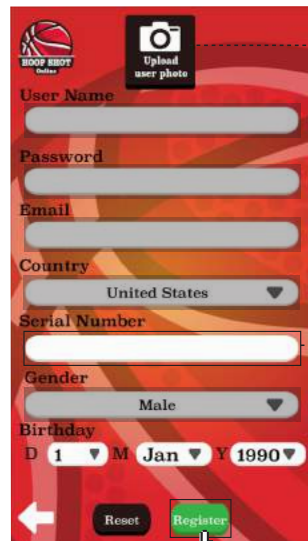 HOOP SHOT
Online
Upload
user photo
User Name
Password
Email
Country
United States
Serial Number
Gender
Male
Birthday
D 1 M Jan Y 1990
Reset Register